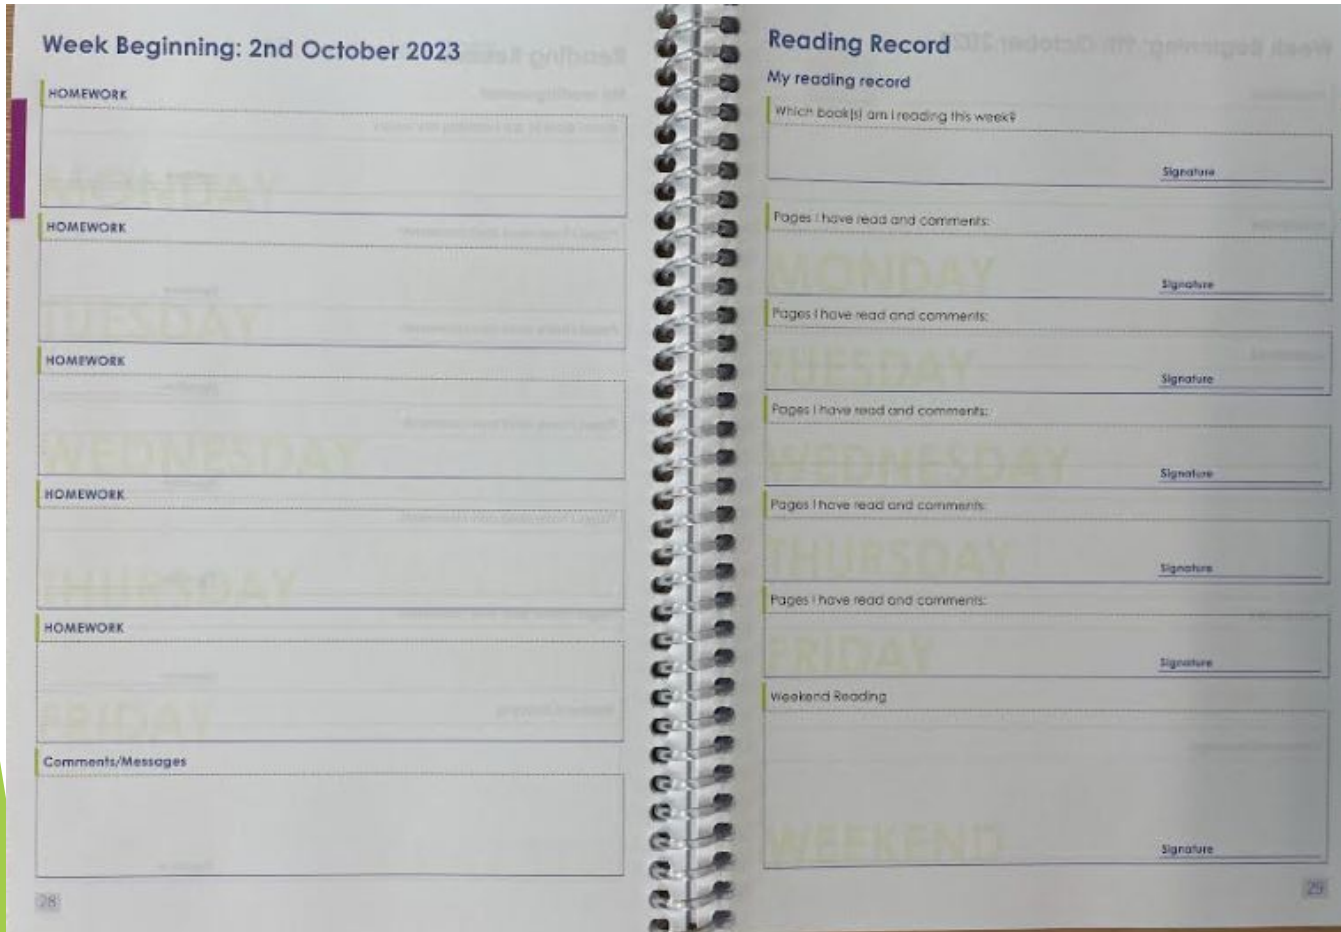 Week Beginning: 2nd October 2023
HOMEWORK
MONDAY
HOMEWORK
TUESDAY
HOMEWORK
WEDNESDAY
HOMEWORK
THURSDAY
HOMEWORK
FRIDAY
Comments/Messages
28
Reading Record
My reading record
Which book(s) am I reading this week?
Signature
Pages I have read and comments:
MONDAY
Signature
Pages I have read and comments:
TUESDAY
Signature
Pages I have read and comments:
WEDNESDAY
Signature
Pages I have read and comments:
THURSDAY
Signature
Pages I have read and comments:
FRIDAY
Signature
Weekend Reading
WEEKEND
Signature
29